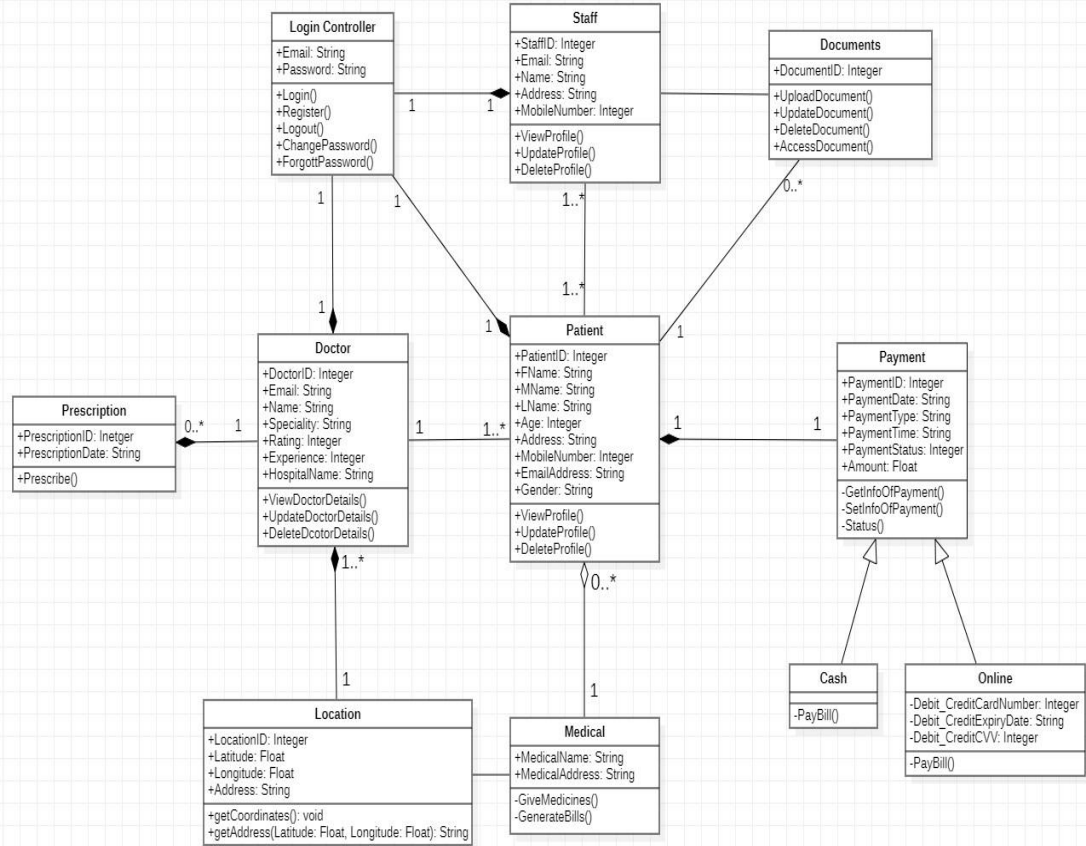 Login Controller
+Email: String
+Password: String
+Login()
+Register()
+Logout()
+ChangePassword()
+ForgottPassword()
Staff
+StaffID: Integer
+Email: String
+Name: String
+Address: String
+MobileNumber: Integer
+ViewProfile()
+UpdateProfile()
+DeleteProfile()
Documents
+DocumentID: Integer
+UploadDocument()
+UpdateDocument()
+DeleteDocument()
+AccessDocument()
1
1
1
1
1..*
0..*
1
1..*
1
1
Doctor
+DoctorID: Integer
+Email: String
+Name: String
+Speciality: String
+Rating: Integer
+Experience: Integer
+HospitalName: String
+ViewDoctorDetails()
+UpdateDoctorDetails()
+DeleteDcotorDetails()
Patient
+PatientID: Integer
+FName: String
+MName: String
+LName: String
+Age: Integer
+Address: String
+MobileNumber: Integer
+EmailAddress: String
+Gender: String
+ViewProfile()
+UpdateProfile()
+DeleteProfile()
Payment
+PaymentID: Integer
+PaymentDate: String
+PaymentType: String
+PaymentTime: String
+PaymentStatus: Integer
+Amount: Float
-GetInfoOfPayment()
-SetInfoOfPayment()
-Status()
Prescription
+PrescriptionID: Inetger
+PrescriptionDate: String
+Prescribe()
0..*
1
1
1..*
1
1
1..*
0..*
1
1
Cash
-PayBill()
Online
-Debit_CreditCardNumber: Integer
-Debit_CreditExpiryDate: String
-Debit_CreditCVV: Integer
-PayBill()
Location
+LocationID: Integer
+Latitude: Float
+Longitude: Float
+Address: String
+getCoordinates(): void
+getAddress(Latitude: Float, Longitude: Float): String
Medical
+MedicalName: String
+MedicalAddress: String
-GiveMedicines()
-GenerateBills()